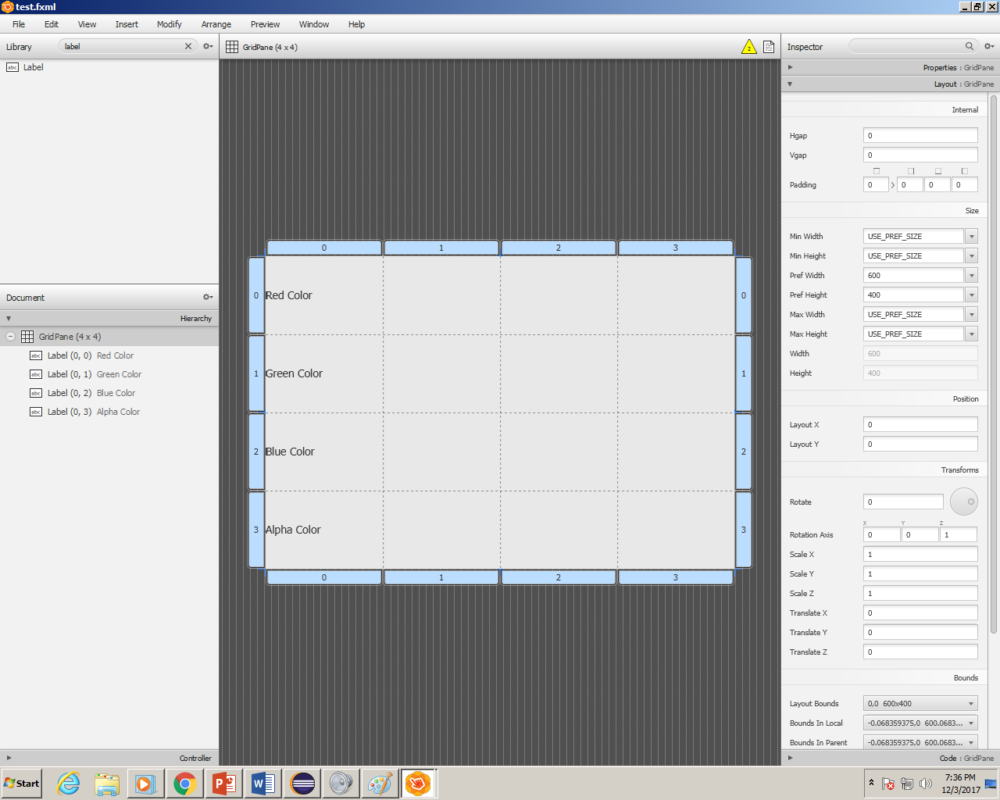 test.fxml
File Edit View Insert Modify Arrange Preview Window Help
Library label
Label
Document
Hierarchy
GridPane (4 x 4)
Label (0, 0) Red Color
Label (0, 1) Green Color
Label (0, 2) Blue Color
Label (0, 3) Alpha Color
Controller
GridPane (4 x 4) 2
0 1 2 3
0 Red Color 0
1 Green Color 1
2 Blue Color 2
3 Alpha Color 3
0 1 2 3
Inspector
Properties : GridPane
Layout : GridPane
Internal
Hgap 0
Vgap 0
Padding 0 0 0 0
Size
Min Width USE_PREF_SIZE
Min Height USE_PREF_SIZE
Pref Width 600
Pref Height 400
Max Width USE_PREF_SIZE
Max Height USE_PREF_SIZE
Width 600
Height 400
Position
Layout X 0
Layout Y 0
Transforms
Rotate 0
X Y Z
Rotation Axis 0 0 1
Scale X 1
Scale Y 1
Scale Z 1
Translate X 0
Translate Y 0
Translate Z 0
Bounds
Layout Bounds 0,0 600x400
Bounds In Local -0.068359375,0 600.0683...
Bounds In Parent -0.068359375,0 600.0683...
Code : GridPane
Start
7:36 PM
12/3/2017